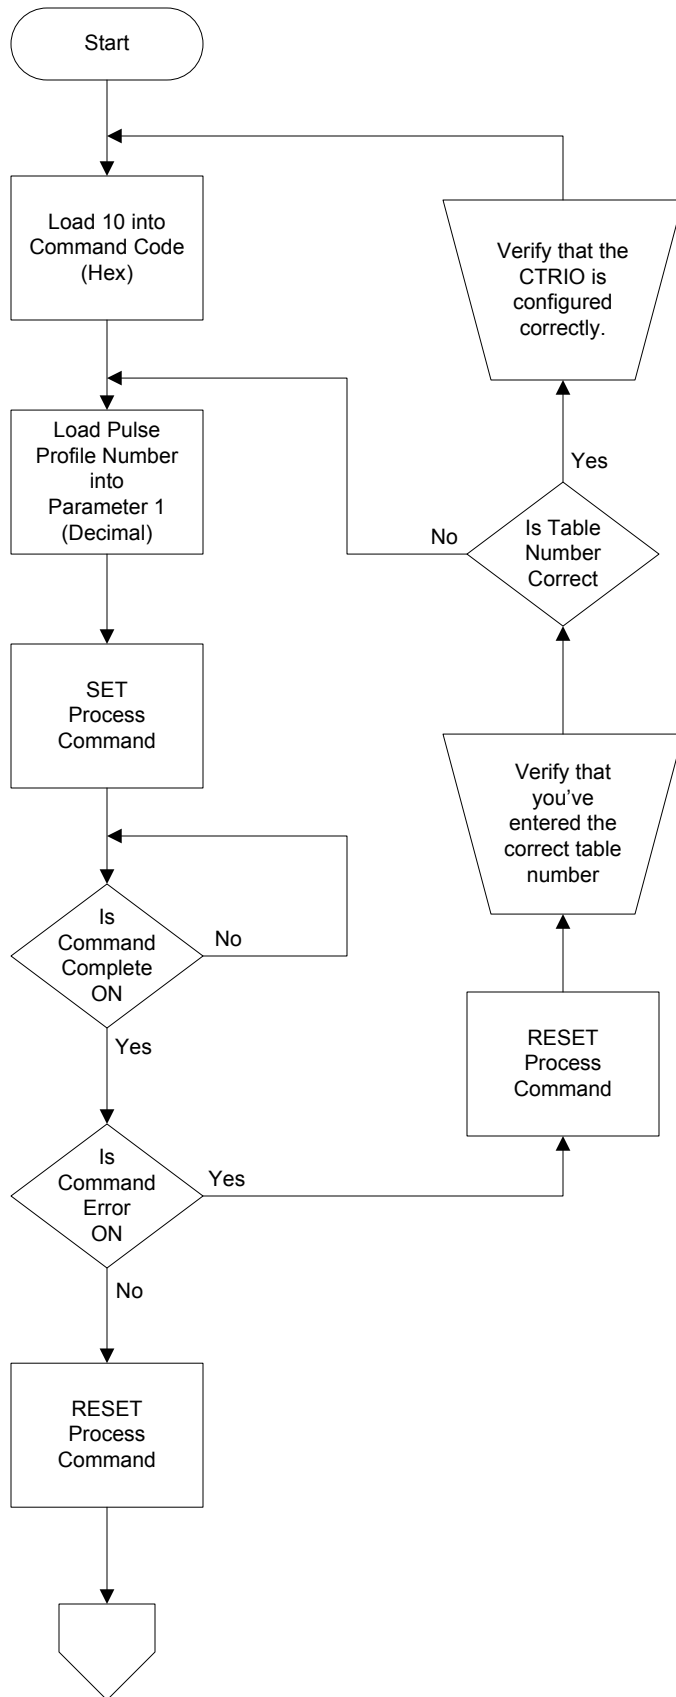 Start
Load 10 into
Command Code
(Hex)
Verify that the
CTRIO is
configured
correctly.
Load Pulse
Profile Number
into
Parameter 1
(Decimal)
Yes
No
Is Table
Number
Correct
SET
Process
Command
Verify that
you've
entered the
correct table
number
Is
Command
Complete
ON
No
Yes
RESET
Process
Command
Is
Command
Error
ON
Yes
No
RESET
Process
Command